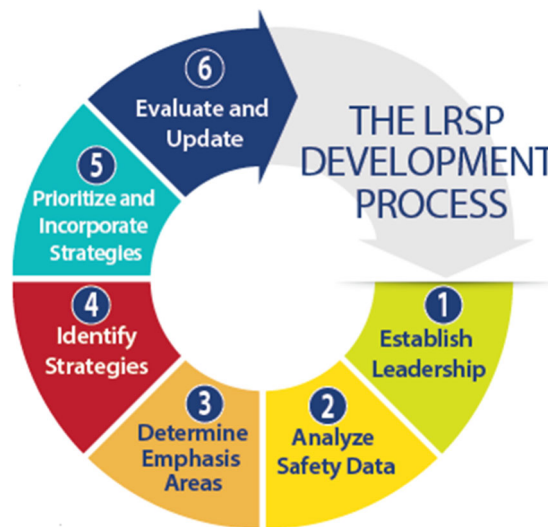 THE LRSP
DEVELOPMENT
PROCESS
1
Establish
Leadership
2
Analyze
Safety Data
3
Determine
Emphasis
Areas
4
Identify
Strategies
5
Prioritize and
Incorporate
Strategies
6
Evaluate and
Update